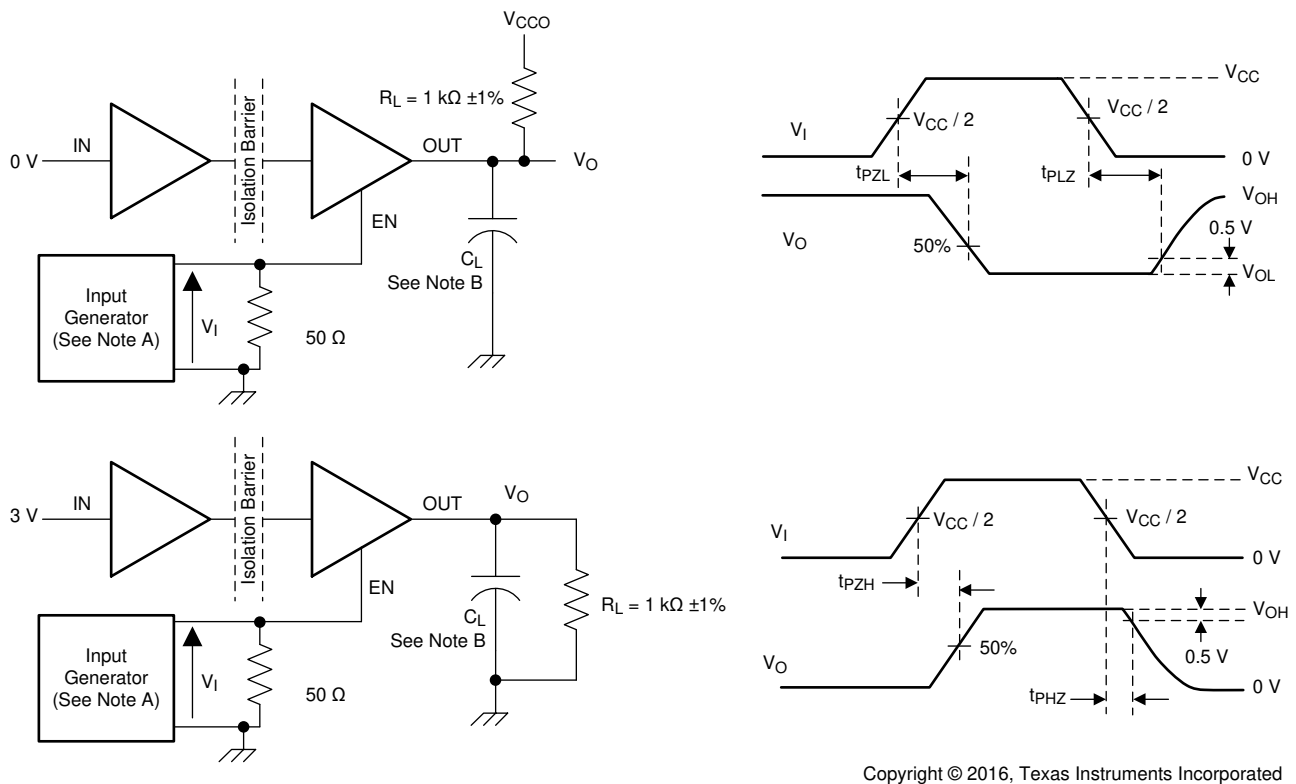 VCCO
RL = 1 kΩ ±1%
0 V
IN
Isolation Barrier
OUT
VO
EN
CL
See Note B
Input
Generator
(See Note A)
VI
50 Ω
VCC
VI
VCC / 2
VCC / 2
0 V
tPZL
tPLZ
VOH
0.5 V
VO
50%
VOL
3 V
IN
Isolation Barrier
OUT
VO
EN
CL
See Note B
RL = 1 kΩ ±1%
Input
Generator
(See Note A)
VI
50 Ω
VCC
VI
VCC / 2
VCC / 2
0 V
tPZH
VOH
0.5 V
VO
50%
0 V
tPHZ
Copyright © 2016, Texas Instruments Incorporated